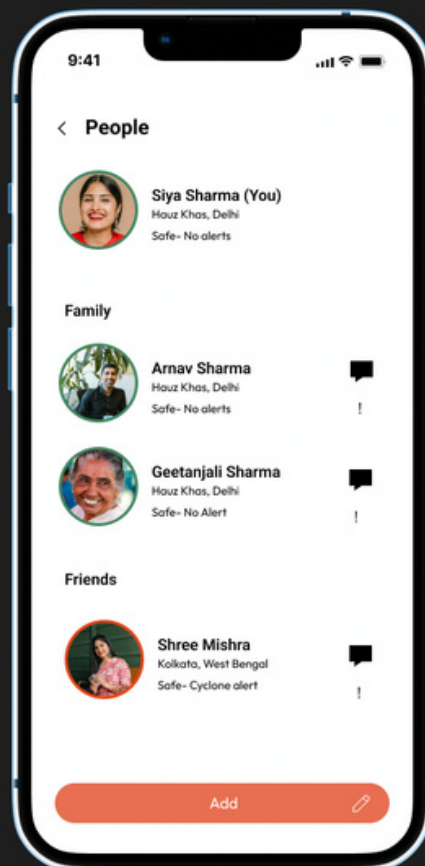 9:41
People
Siya Sharma (You)
Hauz Khas, Delhi
Safe- No alerts
Family
Arnav Sharma
Hauz Khas, Delhi
Safe- No alerts
!
Geetanjali Sharma
Hauz Khas, Delhi
Safe- No Alert
!
Friends
Shree Mishra
Kolkata, West Bengal
Safe- Cyclone alert
!
Add